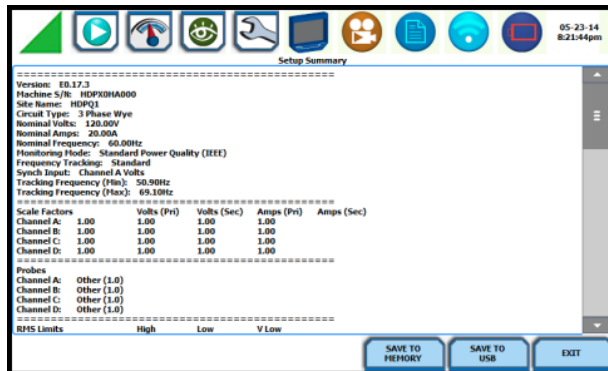 05-23-14
8:21:44pm
Setup Summary
==================================================
Version: E0.17.3
Machine S/N: HDPX0HA000
Site Name: HDPQ1
Circuit Type: 3 Phase Wye
Nominal Volts: 120.00V
Nominal Amps: 20.00A
Nominal Frequency: 60.00Hz
Monitoring Mode: Standard Power Quality (IEEE)
Frequency Tracking: Standard
Synch Input: Channel A Volts
Tracking Frequency (Min): 50.90Hz
Tracking Frequency (Max): 69.10Hz
==================================================
Scale Factors Volts (Pri) Volts (Sec) Amps (Pri) Amps (Sec)
Channel A: 1.00 1.00 1.00 1.00
Channel B: 1.00 1.00 1.00 1.00
Channel C: 1.00 1.00 1.00 1.00
Channel D: 1.00 1.00 1.00 1.00
==================================================
Probes
Channel A: Other (1.0)
Channel B: Other (1.0)
Channel C: Other (1.0)
Channel D: Other (1.0)
==================================================
RMS Limits High Low V Low
SAVE TO MEMORY
SAVE TO USB
EXIT